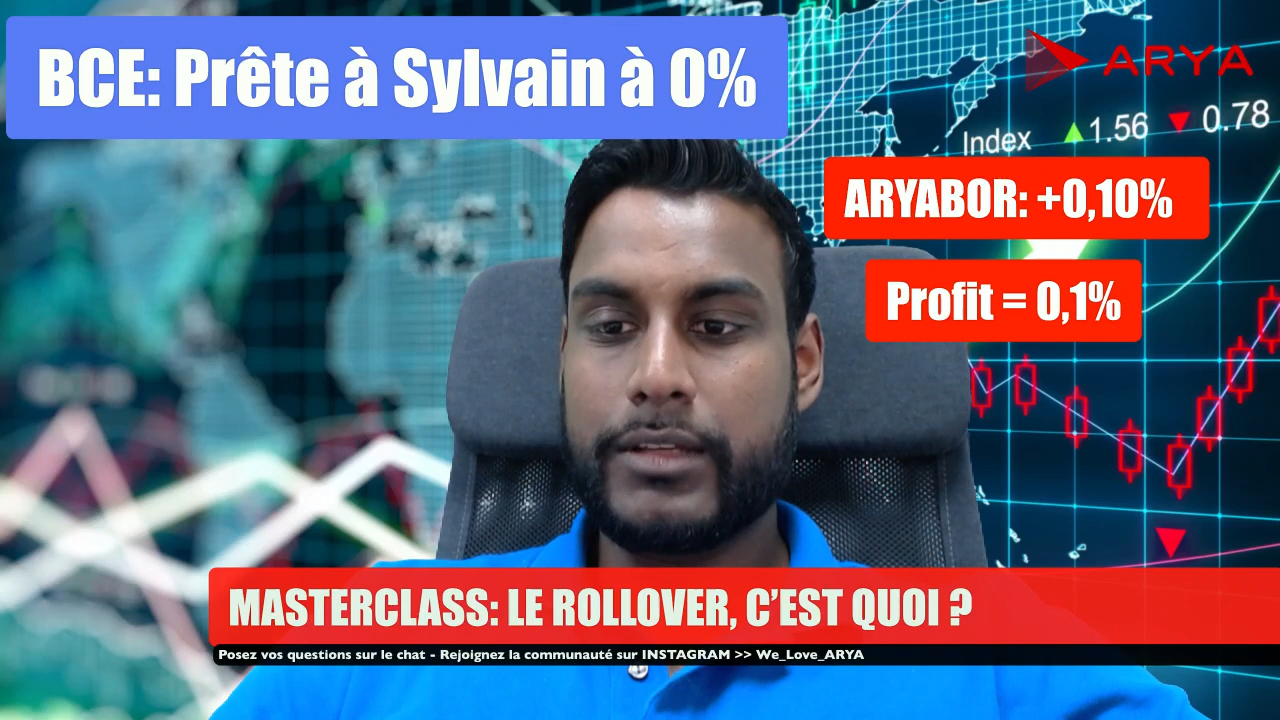 BCE: Prête à Sylvain à 0%
ARYA
Index ▲1.56 ▼0.78
ARYABOR: +0,10%
Profit = 0,1%
MASTERCLASS: LE ROLLOVER, C’EST QUOI ?
Posez vos questions sur le chat - Rejoignez la communauté sur INSTAGRAM >> We_Love_ARYA